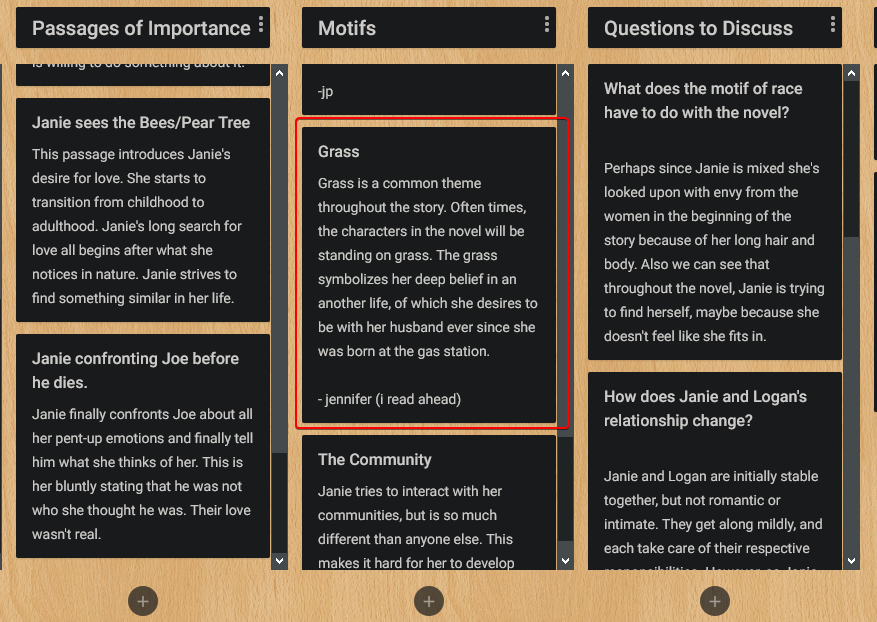 Passages of Importance
is willing to do something about it.
Janie sees the Bees/Pear Tree
This passage introduces Janie's
desire for love. She starts to
transition from childhood to
adulthood. Janie's long search for
love all begins after what she
notices in nature. Janie strives to
find something similar in her life.
Janie confronting Joe before
he dies.
Janie finally confronts Joe about all
her pent-up emotions and finally tell
him what she thinks of her. This is
her bluntly stating that he was not
who she thought he was. Their love
wasn't real.
Motifs
-jp
Grass
Grass is a common theme
throughout the story. Often times,
the characters in the novel will be
standing on grass. The grass
symbolizes her deep belief in an
another life, of which she desires to
be with her husband ever since she
was born at the gas station.
- jennifer (i read ahead)
The Community
Janie tries to interact with her
communities, but is so much
different than anyone else. This
makes it hard for her to develop
Questions to Discuss
What does the motif of race
have to do with the novel?
Perhaps since Janie is mixed she's
looked upon with envy from the
women in the beginning of the
story because of her long hair and
body. Also we can see that
throughout the novel, Janie is trying
to find herself, maybe because she
doesn't feel like she fits in.
How does Janie and Logan's
relationship change?
Janie and Logan are initially stable
together, but not romantic or
intimate. They get along mildly, and
each take care of their respective
responsibilities. However, as Janie